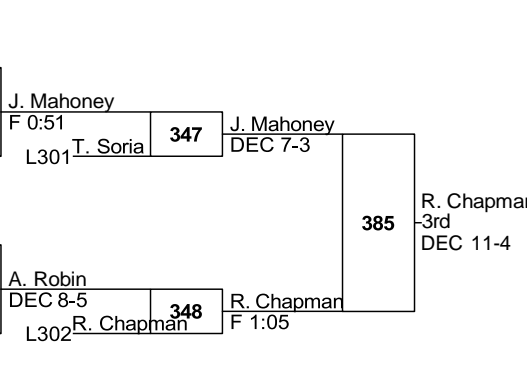 J. Mahoney
F 0:51
347
L301 T. Soria
J. Mahoney
DEC 7-3
385
R. Chapman
3rd
DEC 11-4
A. Robin
DEC 8-5
348
L302 R. Chapman
R. Chapman
F 1:05